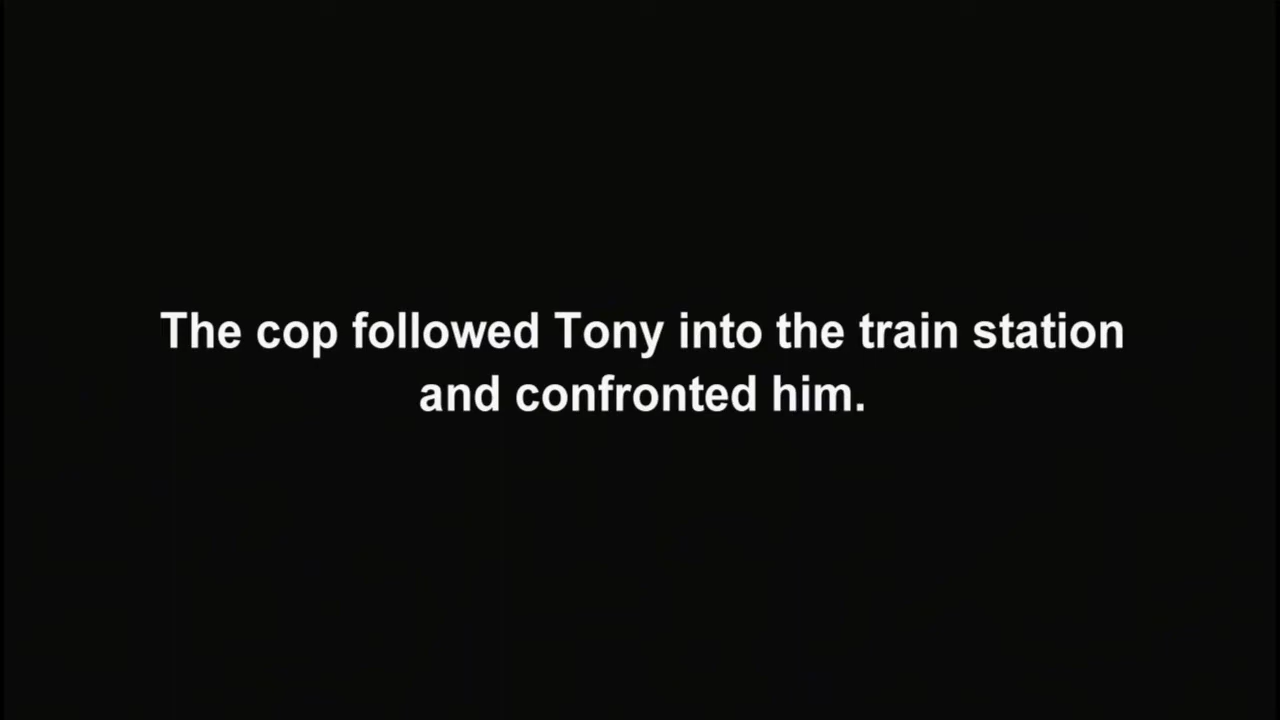 The cop followed Tony into the train station
and confronted him.